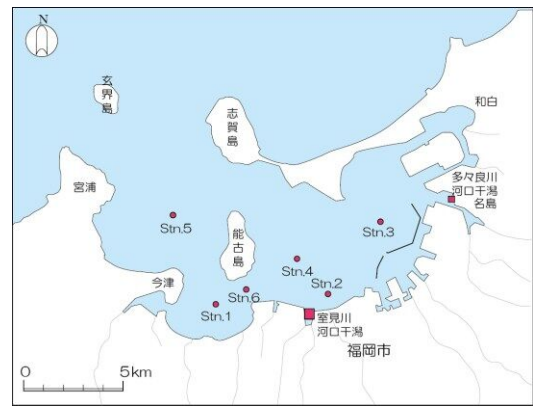 N
玄界島
志賀島
和白
多々良川
河口干潟
名島
宮浦
Stn.5
能古島
Stn.3
Stn.4
今津
Stn.6
Stn.2
Stn.1
室見川
河口干潟
福岡市
0 5km